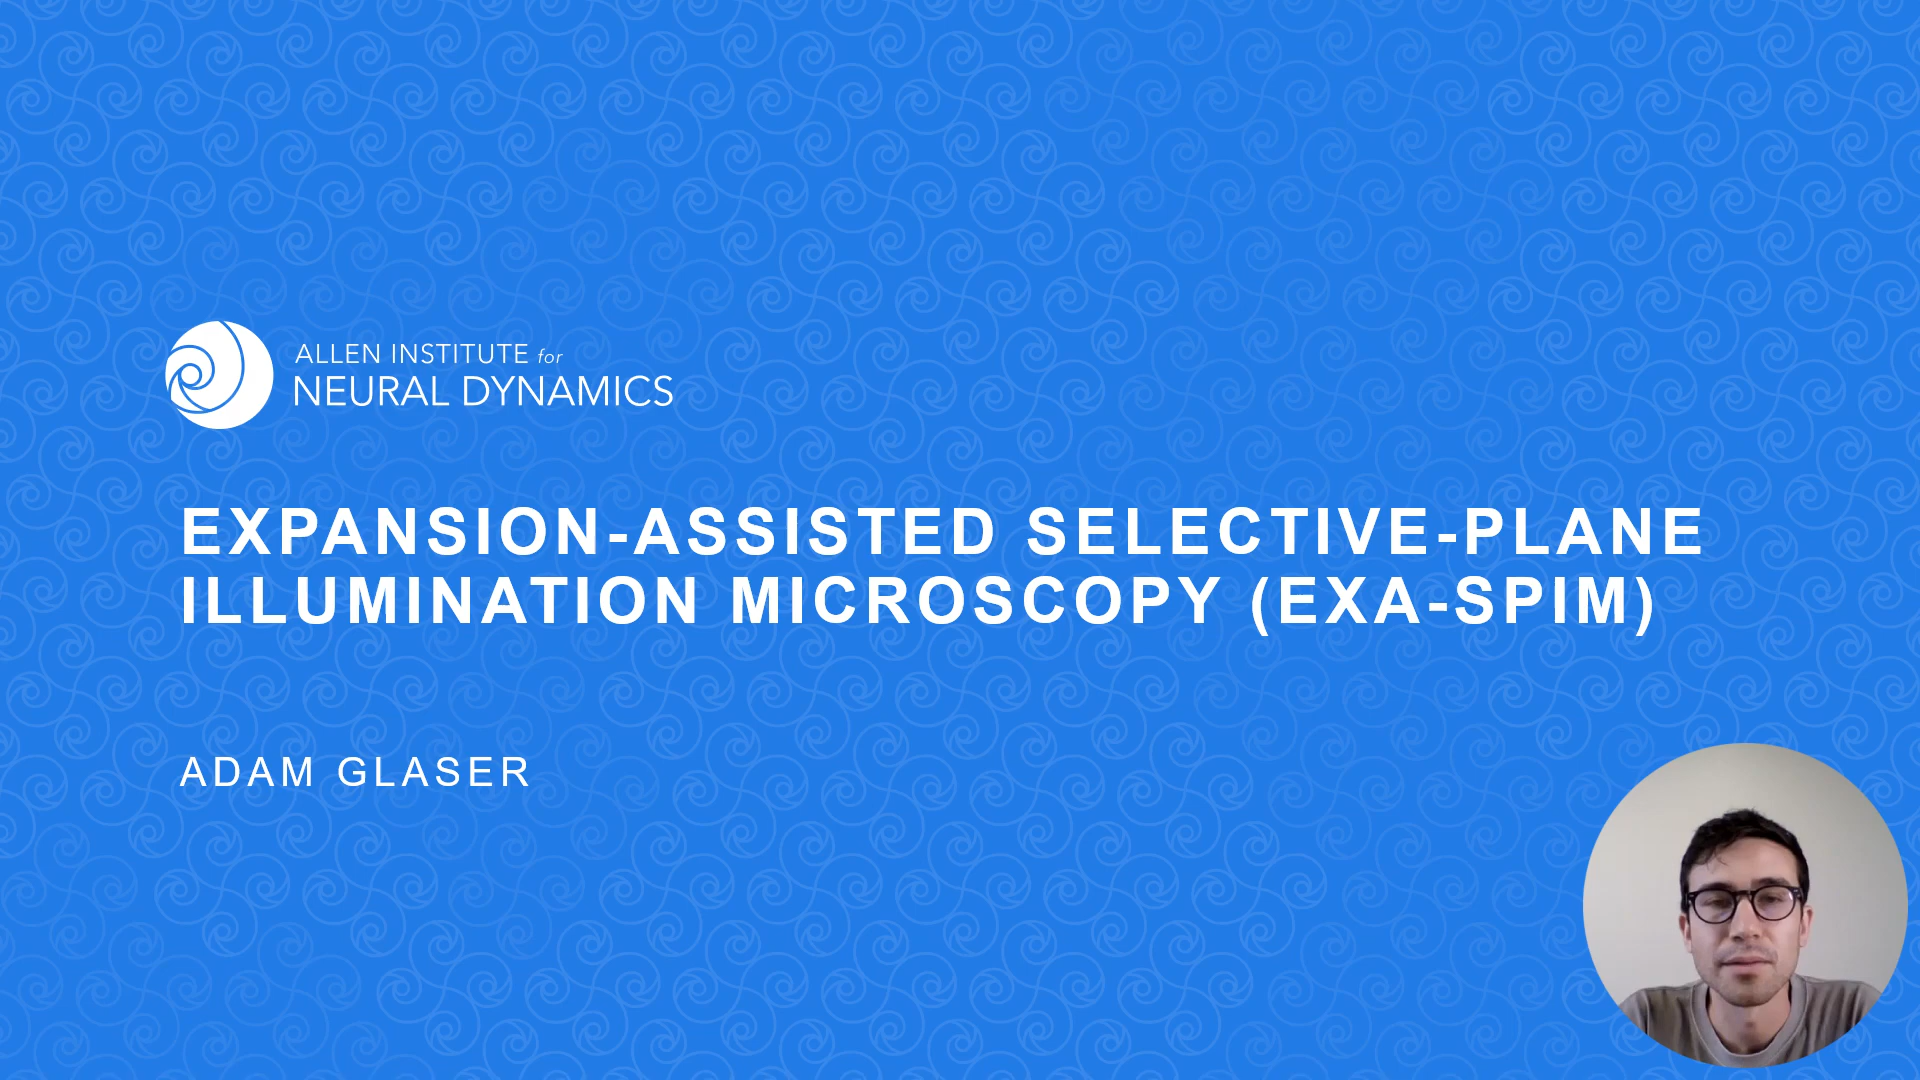 ALLEN INSTITUTE for
NEURAL DYNAMICS
EXPANSION-ASSISTED SELECTIVE-PLANE
ILLUMINATION MICROSCOPY (EXA-SPIM)
ADAM GLASER